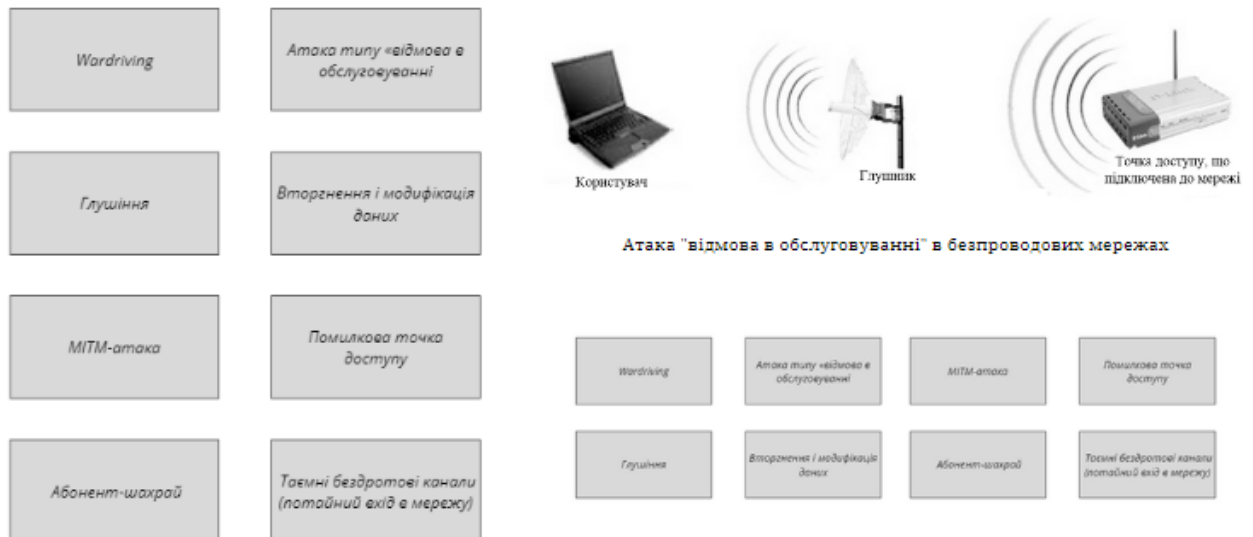 Wardriving
Атака типу «відмова в
обслуговуванні
Глушіння
Вторгнення і модифікація
даних
MITM-атака
Помилкова точка
доступу
Абонент-шахрай
Таємні бездротові канали
(потайний вхід в мережу)
Користувач
Глушник
Точка доступу, що
підключена до мережі
Атака "відмова в обслуговуванні" в безпроводових мережах
Wardriving
Атака типу «відмова в
обслуговуванні
MITM-атака
Помилкова точка
доступу
Глушіння
Вторгнення і модифікація
даних
Абонент-шахрай
Таємні бездротові канали
(потайний вхід в мережу)